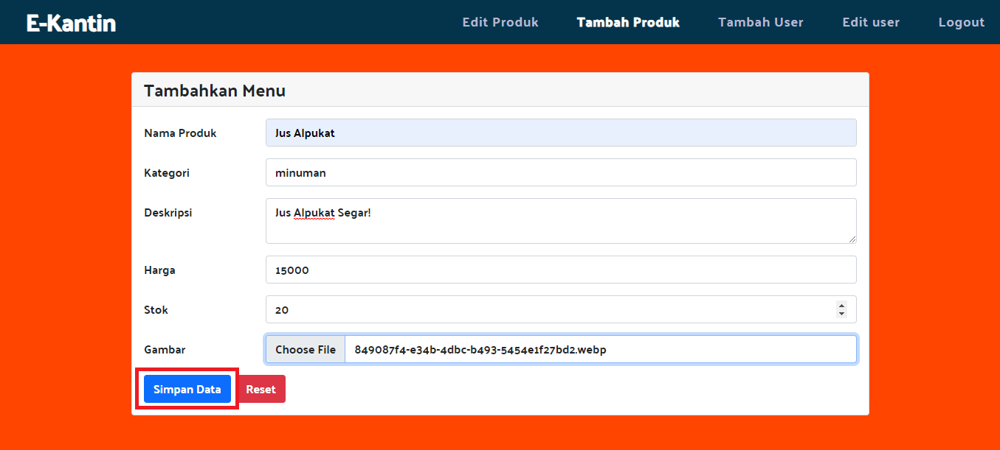 E-Kantin Edit Produk Tambah Produk Tambah User Edit user Logout
Tambahkan Menu
Nama Produk Jus Alpukat
Kategori minuman
Deskripsi Jus Alpukat Segar!
Harga 15000
Stok 20
Gambar Choose File 849087f4-e34b-4dbc-b493-5454e1f27bd2.webp
Simpan Data Reset